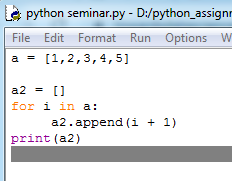 python seminar.py - D:/python_assignm
File Edit Format Run Options W
a = [1,2,3,4,5]

a2 = []
for i in a:
    a2.append(i + 1)
print(a2)